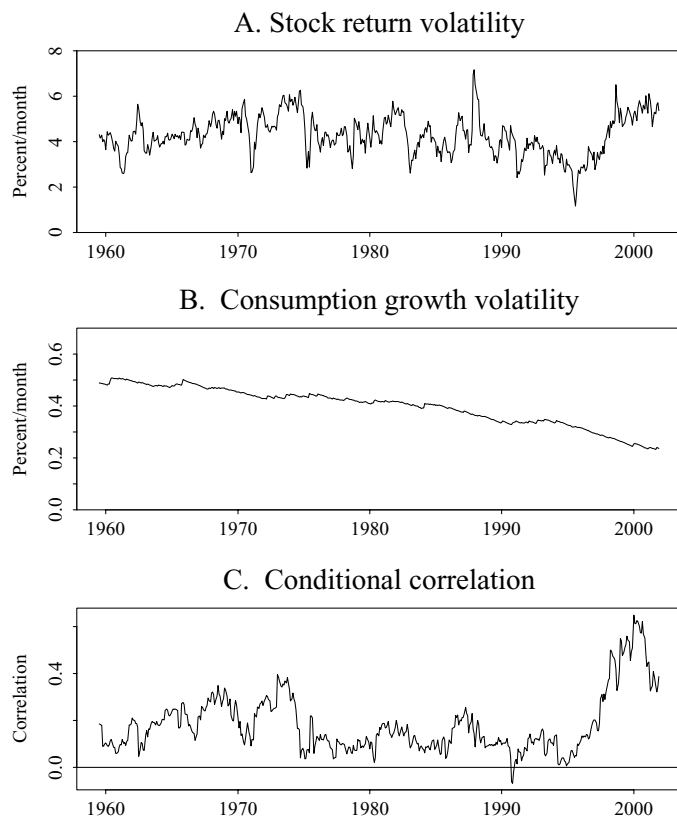 A. Stock return volatility
Percent/month
8
6
4
2
0
1960 1970 1980 1990 2000
B. Consumption growth volatility
Percent/month
0.6
0.4
0.2
0.0
1960 1970 1980 1990 2000
C. Conditional correlation
Correlation
0.4
0.0
1960 1970 1980 1990 2000